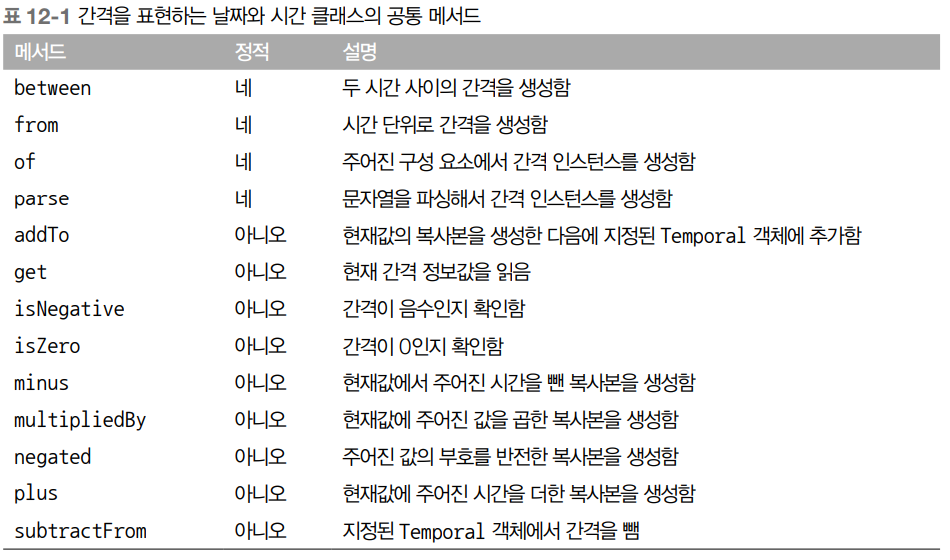 표 12-1 간격을 표현하는 날짜와 시간 클래스의 공통 메서드
메서드 정적 설명
between 네 두 시간 사이의 간격을 생성함
from 네 시간 단위로 간격을 생성함
of 네 주어진 구성 요소에서 간격 인스턴스를 생성함
parse 네 문자열을 파싱해서 간격 인스턴스를 생성함
addTo 아니오 현재값의 복사본을 생성한 다음에 지정된 Temporal 객체에 추가함
get 아니오 현재 간격 정보값을 읽음
isNegative 아니오 간격이 음수인지 확인함
isZero 아니오 간격이 0인지 확인함
minus 아니오 현재값에서 주어진 시간을 뺀 복사본을 생성함
multipliedBy 아니오 현재값에 주어진 값을 곱한 복사본을 생성함
negated 아니오 주어진 값의 부호를 반전한 복사본을 생성함
plus 아니오 현재값에 주어진 시간을 더한 복사본을 생성함
subtractFrom 아니오 지정된 Temporal 객체에서 간격을 뺌